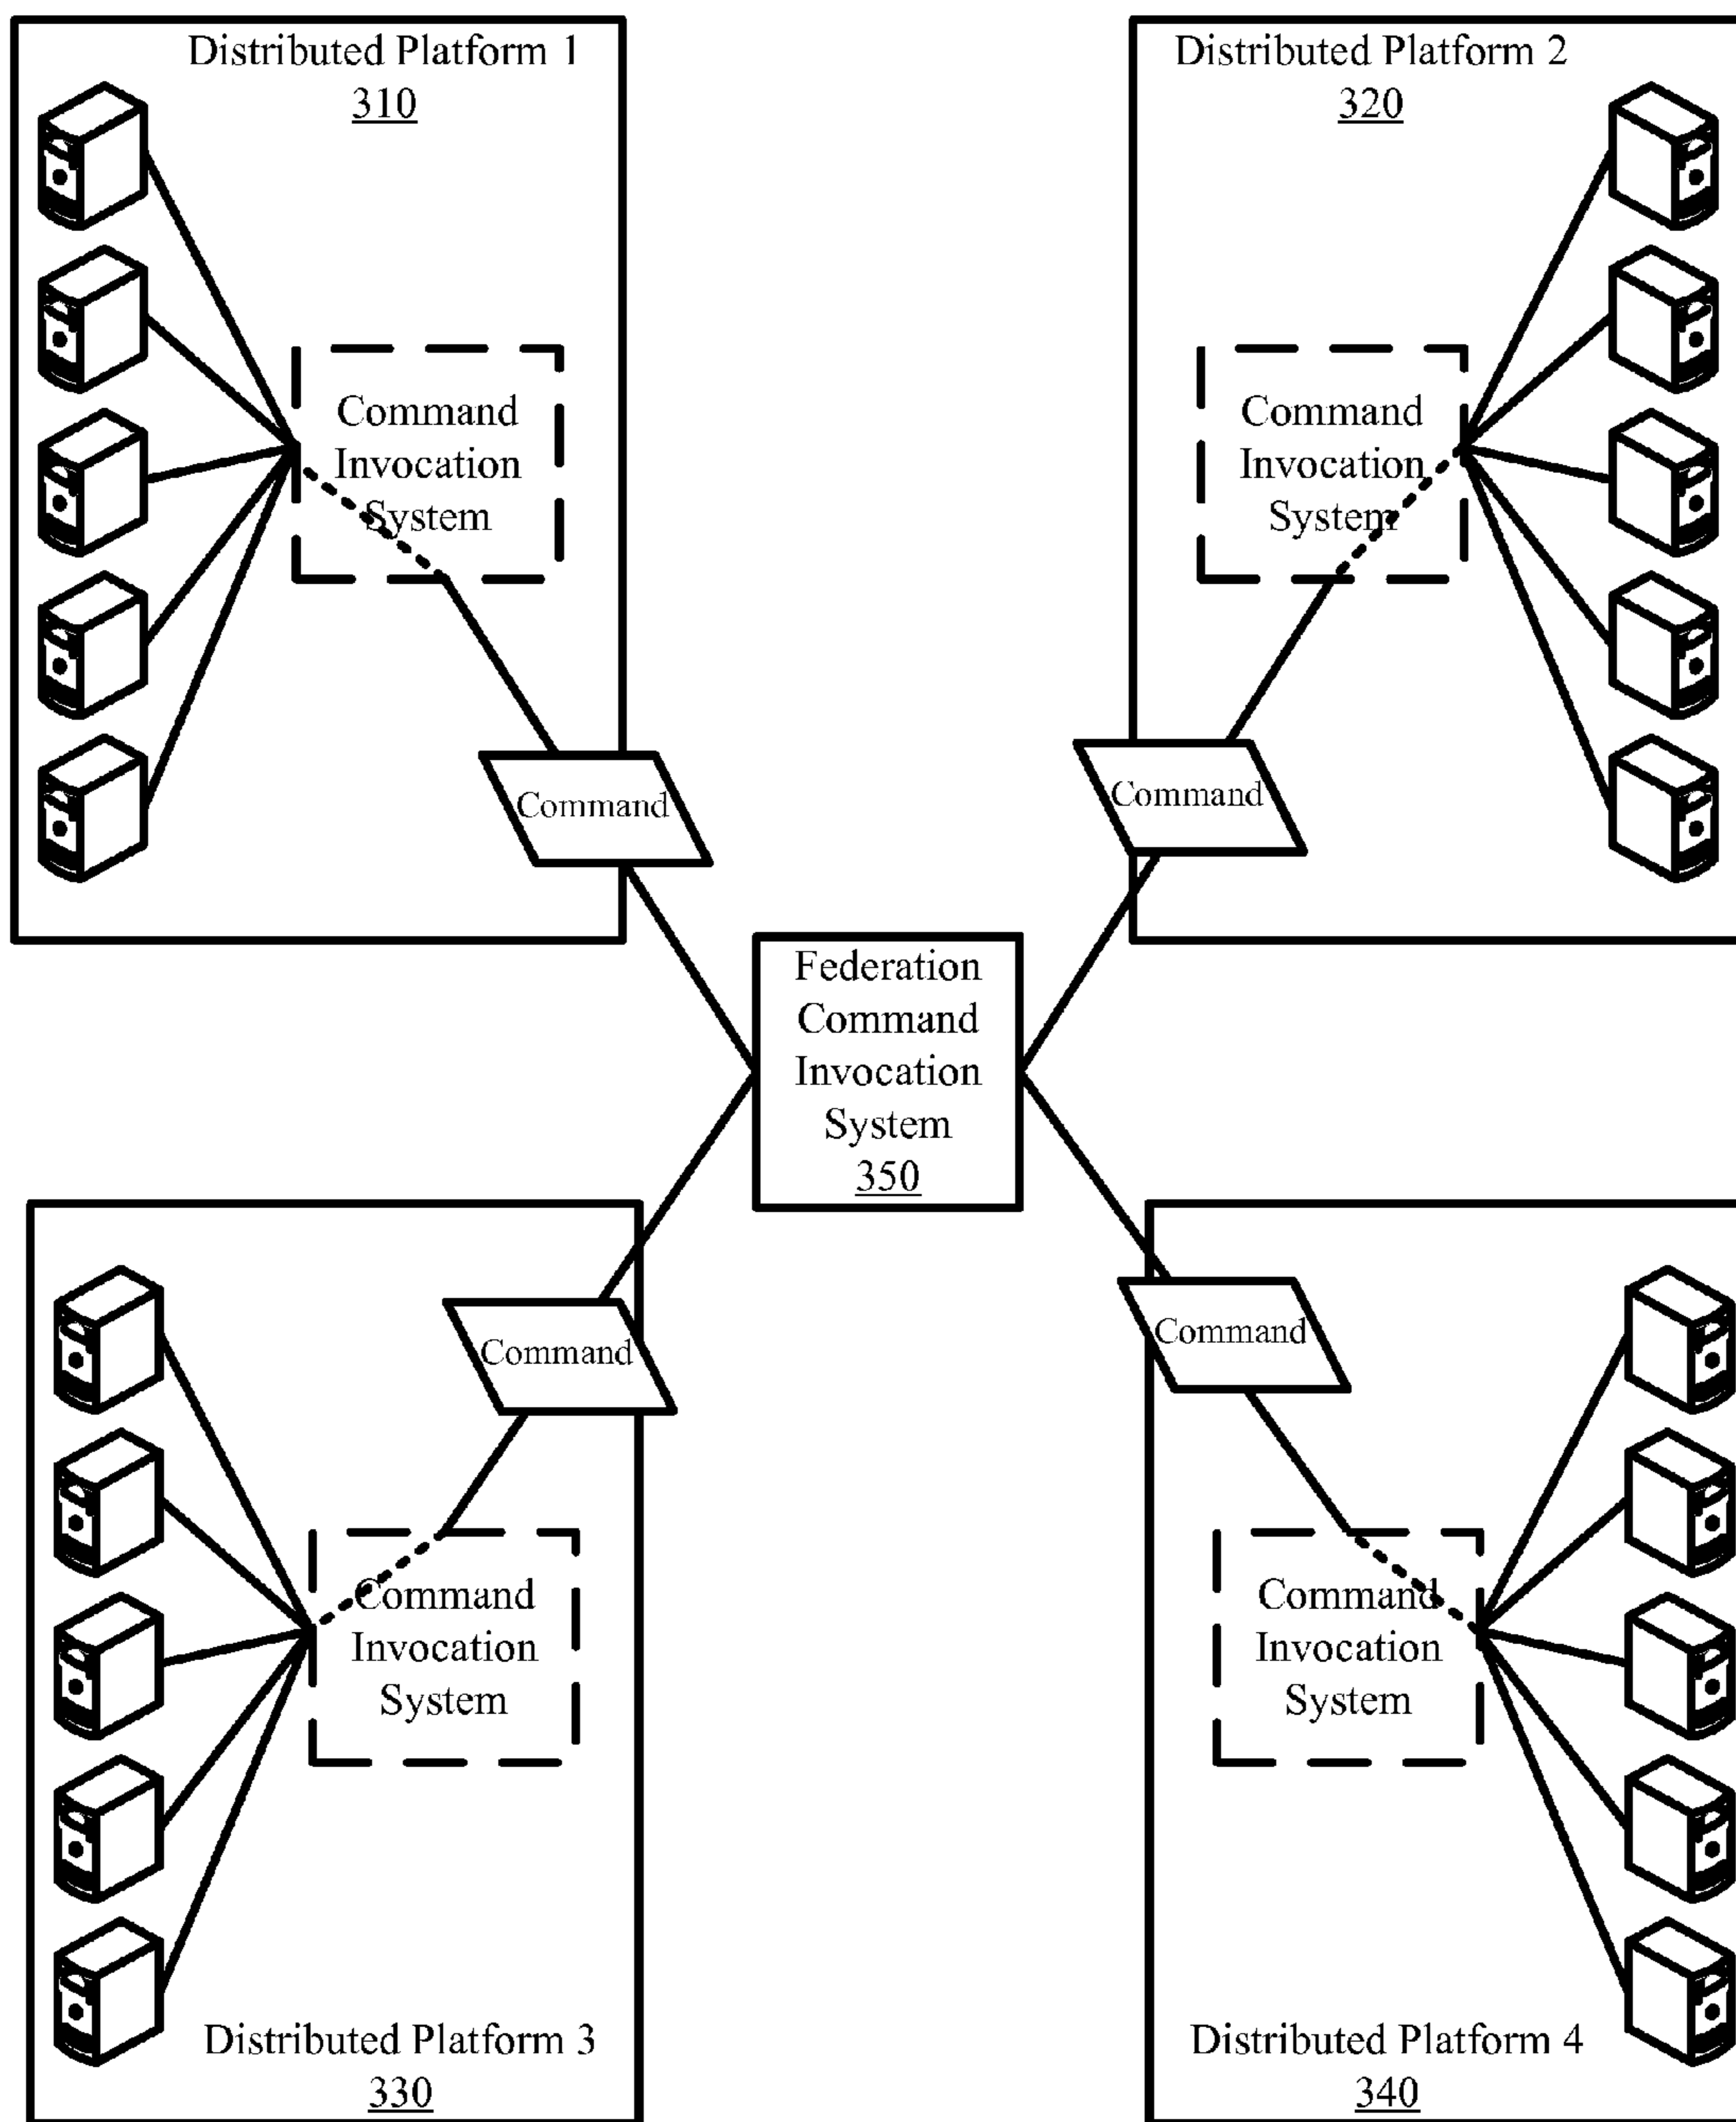 Distributed Platform 1
310
Command
Invocation
System
Command
Distributed Platform 2
320
Command
Invocation
System
Command
Federation
Command
Invocation
System
350
Command
Command
Invocation
System
Distributed Platform 3
330
Command
Command
Invocation
System
Distributed Platform 4
340